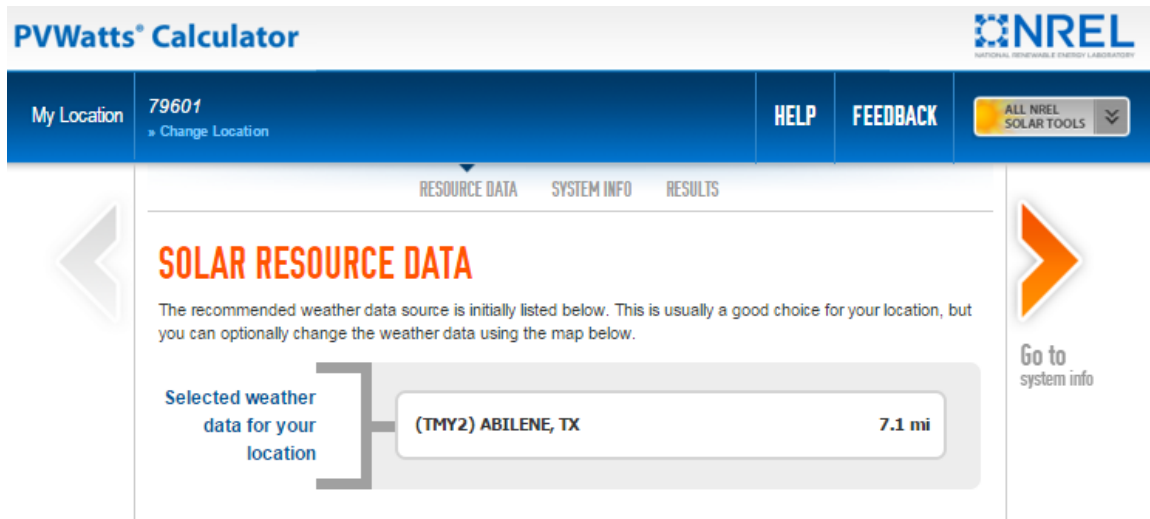 PVWatts® Calculator
NREL
NATIONAL RENEWABLE ENERGY LABORATORY
My Location
79601
» Change Location
HELP
FEEDBACK
ALL NREL
SOLAR TOOLS
RESOURCE DATA
SYSTEM INFO
RESULTS
SOLAR RESOURCE DATA
The recommended weather data source is initially listed below. This is usually a good choice for your location, but
you can optionally change the weather data using the map below.
Selected weather
data for your
location
(TMY2) ABILENE, TX
7.1 mi
Go to
system info